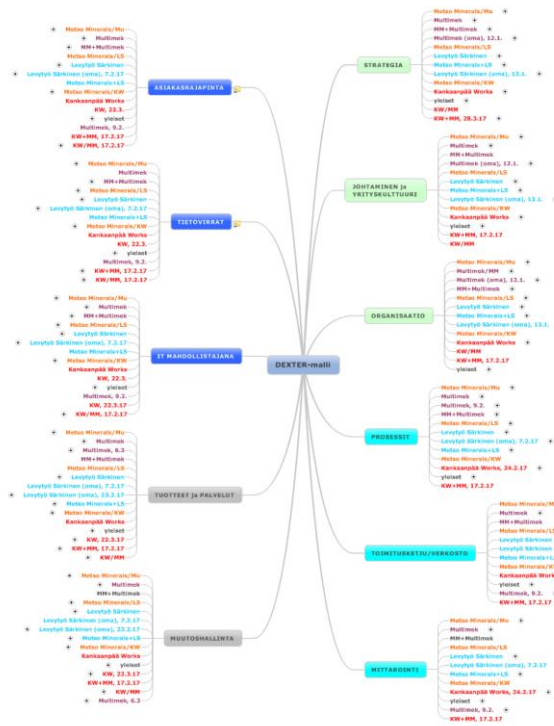 DEXTER-malli
ASIAKASRAJAPINTA
Metso Minerals/Mu
Multimek
MM+Multimek
Metso Minerals/LS
Levytyö Särkinen
Levytyö Särkinen (oma), 7.2.17
Metso Minerals+LS
Metso Minerals/KW
Kankaanpää Works
KW, 22.3.
yleiset
Multimek, 9.2.
KW+MM, 17.2.17
KW/MM, 17.2.17
TIETOVIRRAT
Metso Minerals/Mu
Multimek
MM+Multimek
Metso Minerals/LS
Levytyö Särkinen
Levytyö Särkinen (oma), 7.2.17
Metso Minerals+LS
Metso Minerals/KW
Kankaanpää Works
KW, 22.3.
yleiset
Multimek, 9.2.
KW+MM, 17.2.17
KW/MM, 17.2.17
IT MAHDOLLISTAJANA
Metso Minerals/Mu
Multimek
MM+Multimek
Metso Minerals/LS
Levytyö Särkinen
Levytyö Särkinen (oma), 7.2.17
Metso Minerals+LS
Metso Minerals/KW
Kankaanpää Works
KW, 22.3.
yleiset
Multimek, 9.2.
KW, 22.3.17
KW/MM, 17.2.17
TUOTTEET ja PALVELUT
Metso Minerals/Mu
Multimek
Multimek, 6.3
MM+Multimek
Metso Minerals/LS
Levytyö Särkinen
Levytyö Särkinen (oma), 7.2.17
Levytyö Särkinen (oma), 23.2.17
Metso Minerals+LS
Metso Minerals/KW
Kankaanpää Works
yleiset
KW, 22.3.17
KW+MM, 17.2.17
KW/MM
MUUTOSHALLINTA
Metso Minerals/Mu
Multimek
MM+Multimek
Metso Minerals/LS
Levytyö Särkinen
Levytyö Särkinen (oma), 7.2.17
Levytyö Särkinen (oma), 23.2.17
Metso Minerals+LS
Metso Minerals/KW
Kankaanpää Works
yleiset
KW, 22.3.17
KW+MM, 17.2.17
KW/MM
Multimek, 6.3
STRATEGIA
Metso Minerals/Mu
Multimek
MM+Multimek
Multimek (oma), 12.1.
Metso Minerals/LS
Levytyö Särkinen
Metso Minerals+LS
Levytyö Särkinen (oma), 13.1.
Metso Minerals/KW
Kankaanpää Works
yleiset
KW/MM
KW+MM, 28.3.17
JOHTAMINEN ja
YRITYSKULTTUURI
Metso Minerals/Mu
Multimek
MM+Multimek
Multimek (oma), 12.1.
Metso Minerals/LS
Levytyö Särkinen
Metso Minerals+LS
Levytyö Särkinen (oma), 13.1.
Metso Minerals/KW
Kankaanpää Works
yleiset
KW+MM, 17.2.17
KW/MM
ORGANISAATIO
Metso Minerals/Mu
Multimek/MM
Multimek (oma), 12.1.
MM+Multimek
Metso Minerals/LS
Levytyö Särkinen
Metso Minerals+LS
Levytyö Särkinen (oma), 13.1.
Metso Minerals/KW
Kankaanpää Works
KW/MM
KW+MM, 17.2.17
yleiset
PROSESSIT
Metso Minerals/Mu
Multimek
Multimek, 9.2.
MM+Multimek
Metso Minerals/LS
Levytyö Särkinen
Levytyö Särkinen (oma), 7.2.17
Metso Minerals+LS
Metso Minerals/KW
Kankaanpää Works, 24.2.17
yleiset
KW+MM, 17.2.17
TOIMITUSKETJU/VERKOSTO
Metso Minerals/M
Multimek
MM+Multimek
Metso Minerals/LS
Levytyö Särkinen
Levytyö Särkinen
Metso Minerals+LS
Metso Minerals/KW
Kankaanpää Works
yleiset
Multimek, 9.2.
KW+MM, 17.2.17
MITTAROINTI
Metso Minerals/Mu
Multimek
MM+Multimek
Metso Minerals/LS
Levytyö Särkinen
Levytyö Särkinen (oma), 7.2.17
Metso Minerals+LS
Metso Minerals/KW
Kankaanpää Works, 24.2.17
yleiset
Multimek, 9.2.
KW+MM, 17.2.17